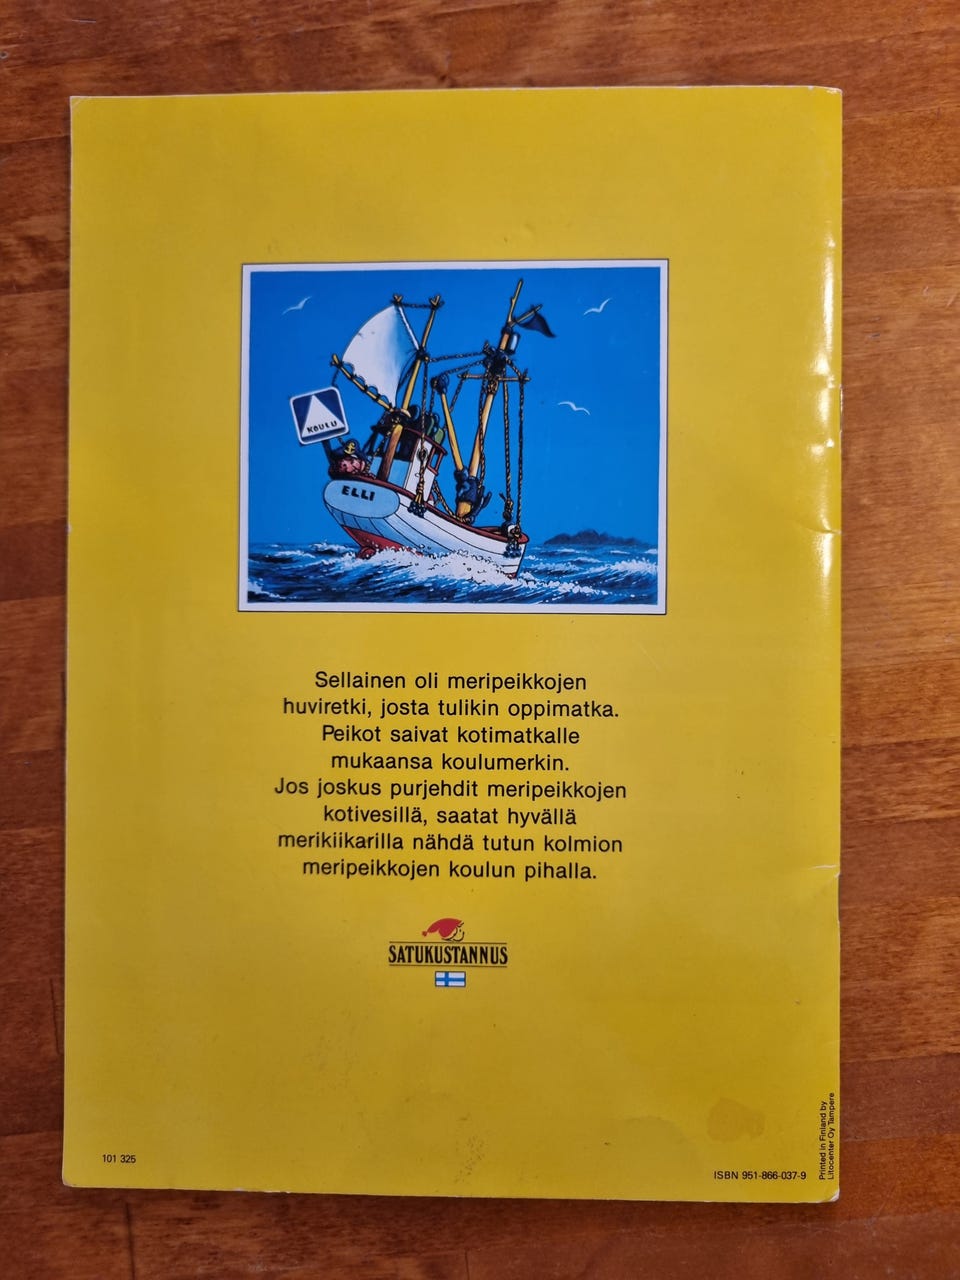 KOULU
ELLI
Sellainen oli meripeikkojen
huviretki, josta tulikin oppimatka.
Peikot saivat kotimatkalle
mukaansa koulumerkin.
Jos joskus purjehdit meripeikkojen
kotivesillä, saatat hyvällä
merikiikarilla nähdä tutun kolmion
meripeikkojen koulun pihalla.
SATUKUSTANNUS
101 325
ISBN 951-866-037-9
Printed in Finland by
Litocenter Oy Tampere